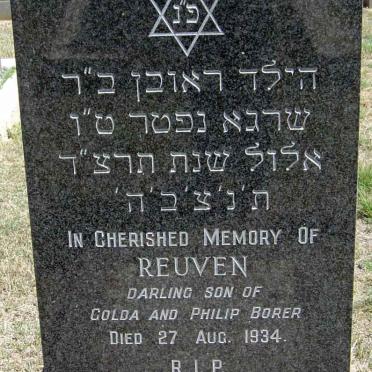 פנ
הילד ראובן ב"ר
שרגא נפטר ט"ו
אלול שנת תרצ"ד
ת'נ'צ'ב'ה'
IN CHERISHED MEMORY OF
REUVEN
DARLING SON OF
GOLDA AND PHILIP BORER
DIED 27 AUG. 1934.
R.I.P.